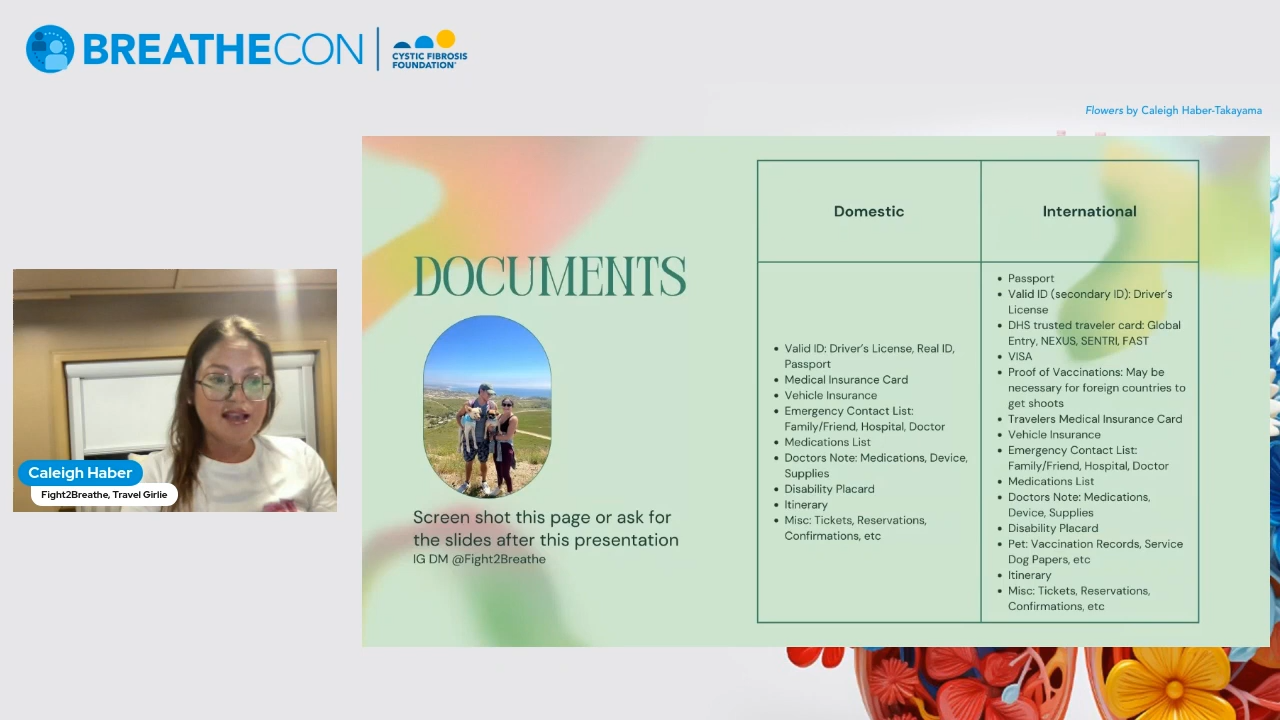 BREATHECON
CYSTIC FIBROSIS
FOUNDATION
Flowers by Caleigh Haber-Takayama
DOCUMENTS
Screen shot this page or ask for
the slides after this presentation
IG DM @Fight2Breathe
Domestic
• Valid ID: Driver's License, Real ID,
Passport
• Medical Insurance Card
• Vehicle Insurance
• Emergency Contact List:
Family/Friend, Hospital, Doctor
• Medications List
• Doctors Note: Medications, Device,
Supplies
• Disability Placard
• Itinerary
• Misc: Tickets, Reservations,
Confirmations, etc
International
• Passport
• Valid ID (secondary ID): Driver's
License
• DHS trusted traveler card: Global
Entry, NEXUS, SENTRI, FAST
• VISA
• Proof of Vaccinations: May be
necessary for foreign countries to
get shoots
• Travelers Medical Insurance Card
• Vehicle Insurance
• Emergency Contact List:
Family/Friend, Hospital, Doctor
• Medications List
• Doctors Note: Medications,
Device, Supplies
• Disability Placard
• Pet: Vaccination Records, Service
Dog Papers, etc
• Itinerary
• Misc: Tickets, Reservations,
Confirmations, etc
Caleigh Haber
Fight2Breathe, Travel Girlie